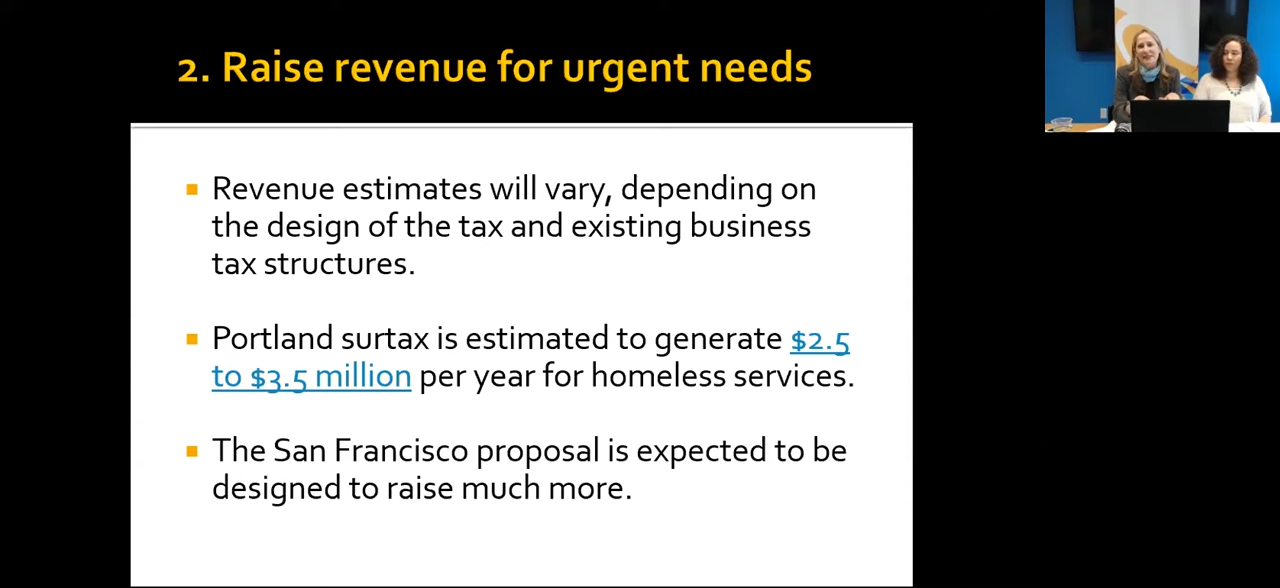 2. Raise revenue for urgent needs
Revenue estimates will vary, depending on
the design of the tax and existing business
tax structures.
Portland surtax is estimated to generate $2.5
to $3.5 million per year for homeless services.
The San Francisco proposal is expected to be
designed to raise much more.